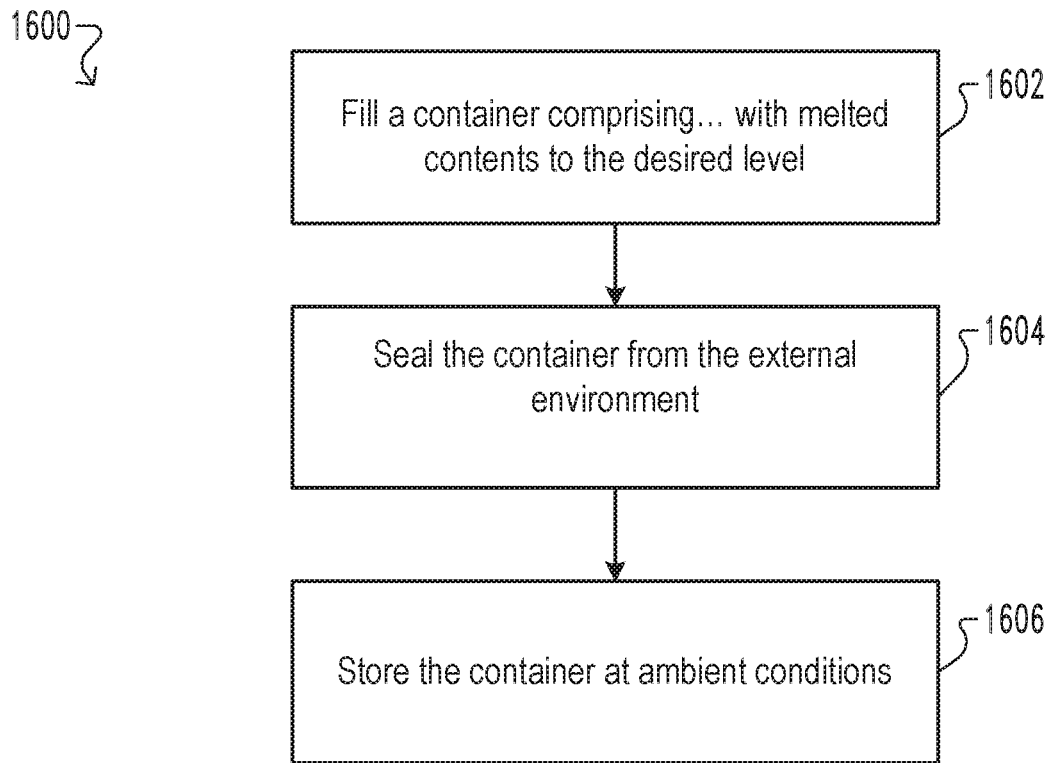 1600
1602
Fill a container comprising... with melted
contents to the desired level
1604
Seal the container from the external
environment
1606
Store the container at ambient conditions